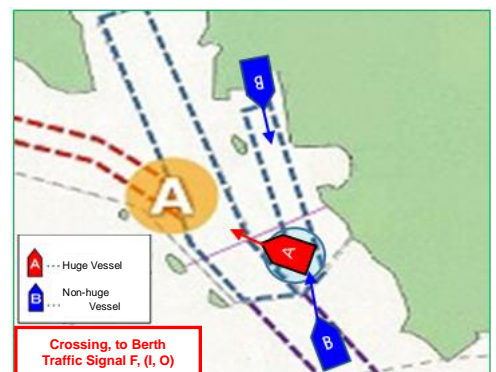 B
A
A
A
---- Huge Vessel
B
---- Non-huge
Vessel
B
Crossing, to Berth
Traffic Signal F, (I, O)